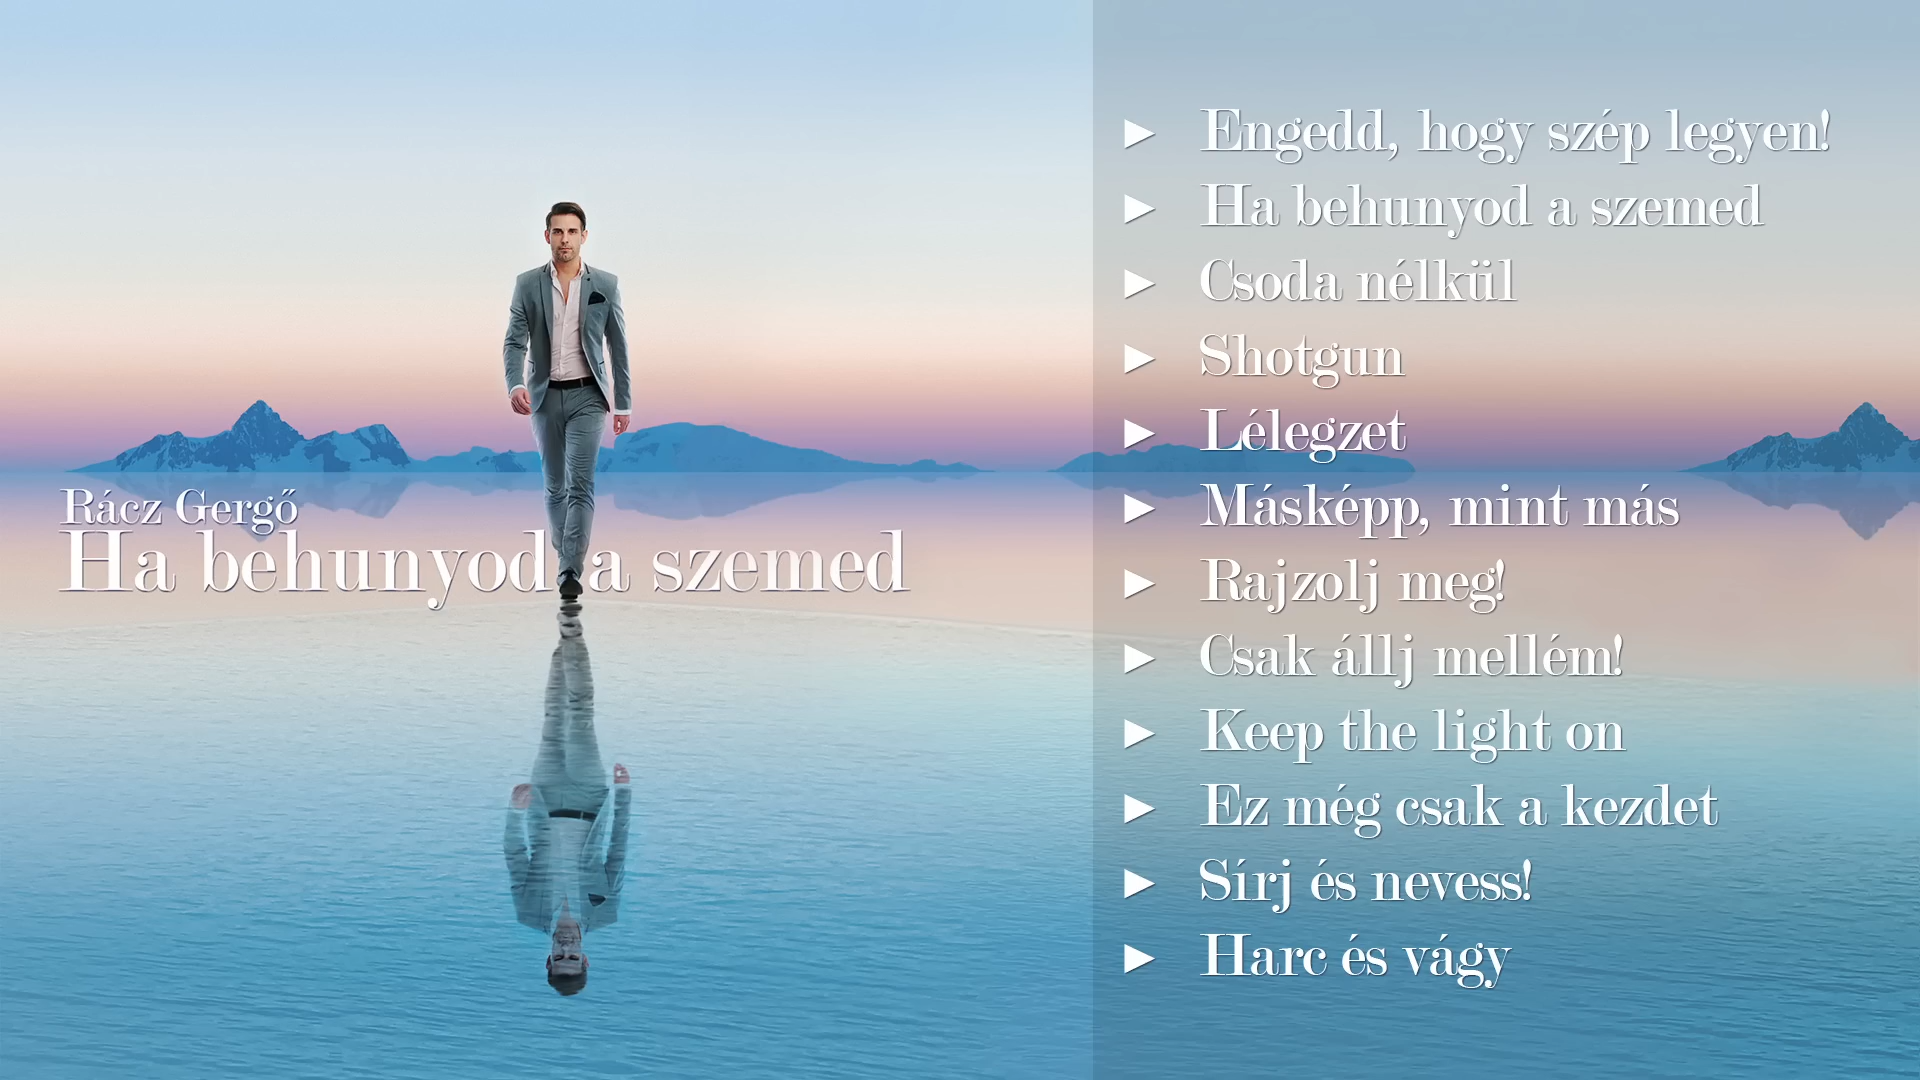 Rácz Gergő
Ha behunyod a szemed
► Engedd, hogy szép legyen!
► Ha behunyod a szemed
► Csoda nélkül
► Shotgun
► Lélegzet
► Másképp, mint más
► Rajzolj meg!
► Csak állj mellém!
► Keep the light on
► Ez még csak a kezdet
► Sírj és nevess!
► Harc és vágy